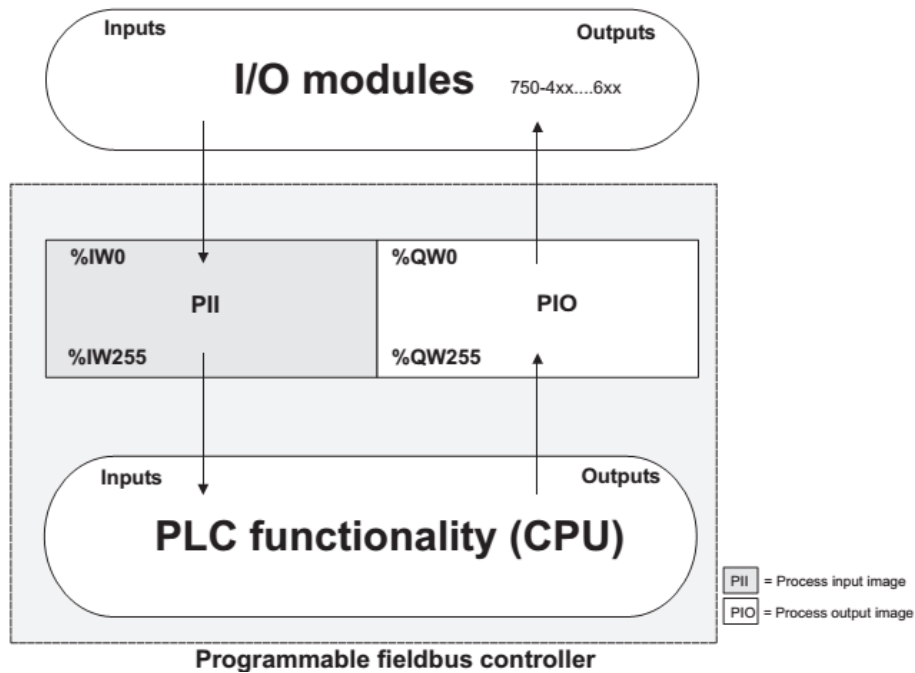 Inputs
Outputs
I/O modules 750-4xx....6xx
%IW0
%QW0
PII
PIO
%IW255
%QW255
Inputs
Outputs
PLC functionality (CPU)
PII = Process input image
PIO = Process output image
Programmable fieldbus controller